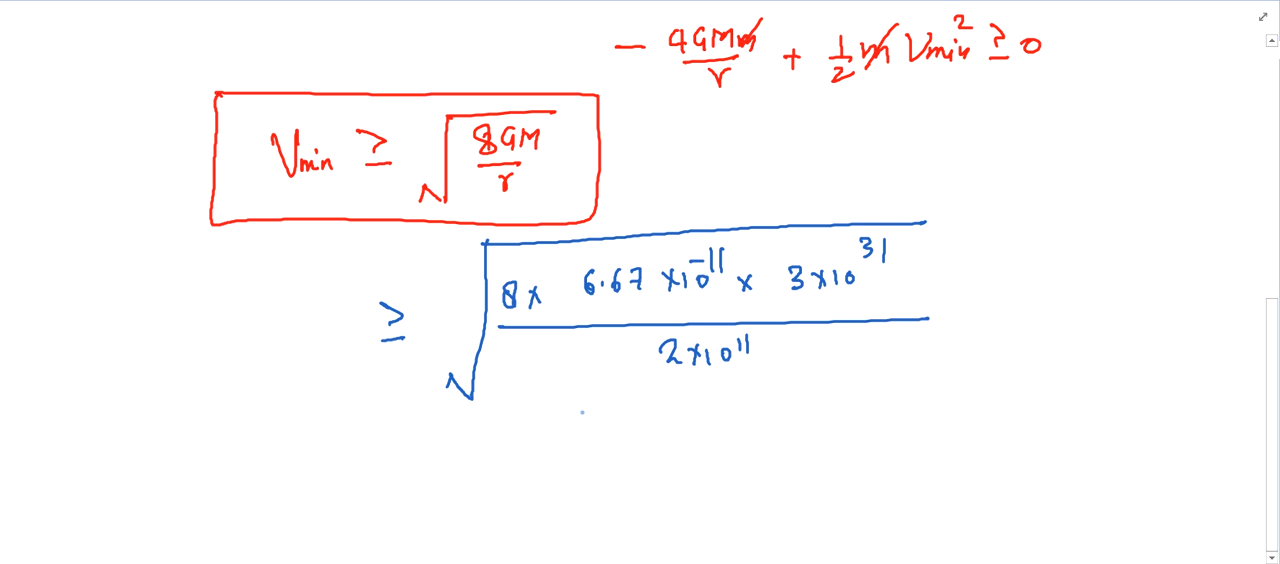 - 4GMm/r + 1/2 m Vmin² ≥ 0
Vmin ≥ √(8GM/r)
≥ √(8 × 6.67 × 10⁻¹¹ × 3 × 10³¹ / 2 × 10¹¹)